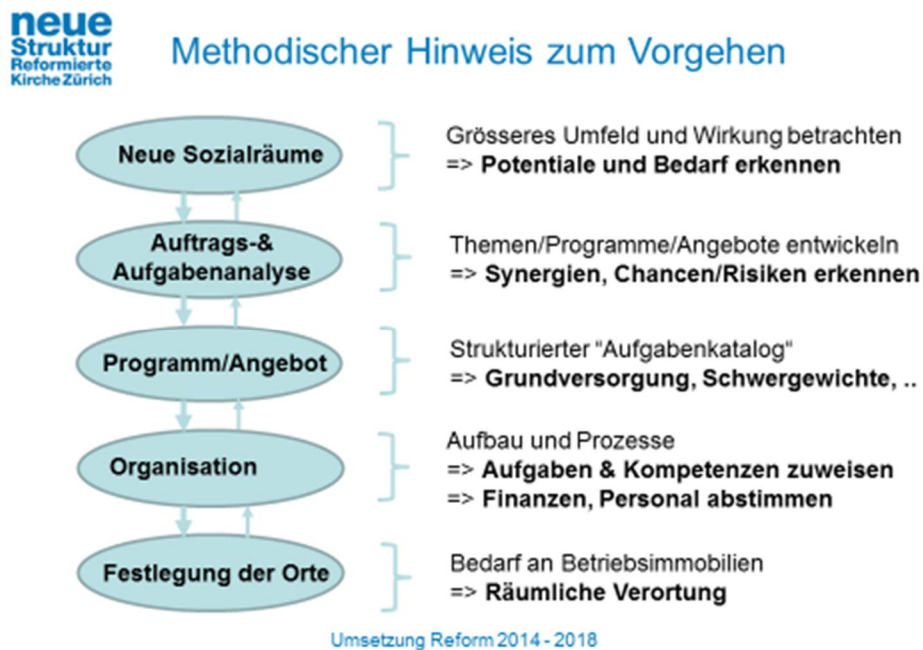 neue
Struktur
Reformierte
Kirche Zürich
Methodischer Hinweis zum Vorgehen
Neue Sozialräume
Grösseres Umfeld und Wirkung betrachten
=> Potentiale und Bedarf erkennen
Auftrags-&
Aufgabenanalyse
Themen/Programme/Angebote entwickeln
=> Synergien, Chancen/Risiken erkennen
Programm/Angebot
Strukturierter "Aufgabenkatalog"
=> Grundversorgung, Schwergewichte, ..
Organisation
Aufbau und Prozesse
=> Aufgaben & Kompetenzen zuweisen
=> Finanzen, Personal abstimmen
Festlegung der Orte
Bedarf an Betriebsimmobilien
=> Räumliche Verortung
Umsetzung Reform 2014 - 2018